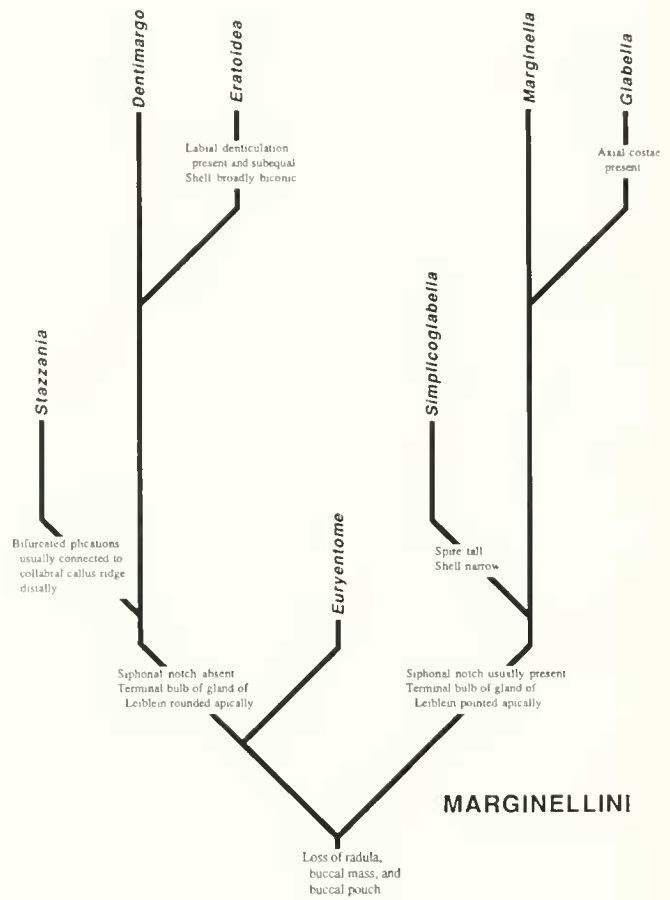 Dentimargo
Eratoidea
Marginella
Glabella
Labial denticulation
present and subequal
Shell broadly biconic
Axial costae
present
Stazzania
Simplicoglabella
Bifurcated plications
usually connected to
collabral callus ridge
distally
Euryentome
Spire tall
Shell narrow
Siphonal notch absent
Terminal bulb of gland of
Leiblein rounded apically
Siphonal notch usually present
Terminal bulb of gland of
Leiblein pointed apically
MARGINELLINI
Loss of radula,
buccal mass, and
buccal pouch